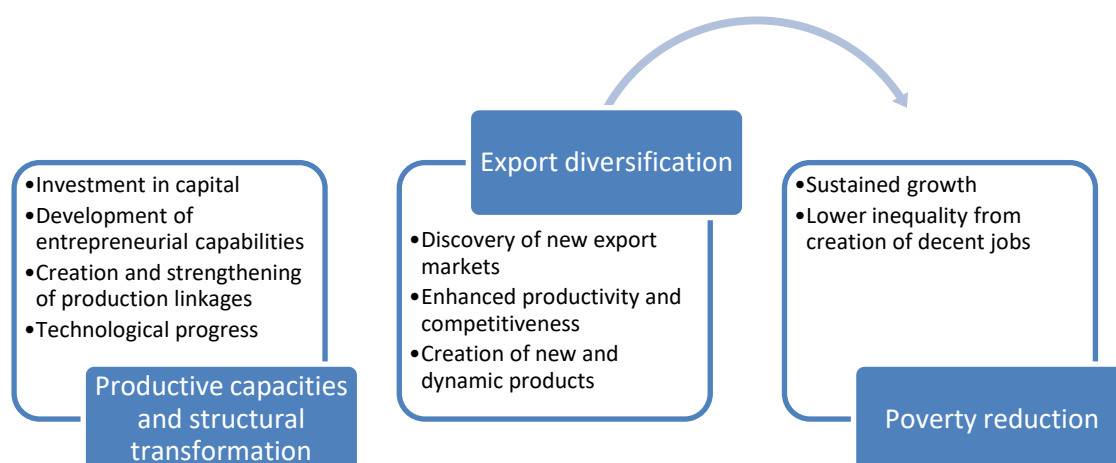 •Investment in capital
•Development of
entrepreneurial capabilities
•Creation and strengthening
of production linkages
•Technological progress
Productive capacities
and structural
transformation
Export diversification
•Discovery of new export
markets
•Enhanced productivity and
competitiveness
•Creation of new and
dynamic products
•Sustained growth
•Lower inequality from
creation of decent jobs
Poverty reduction